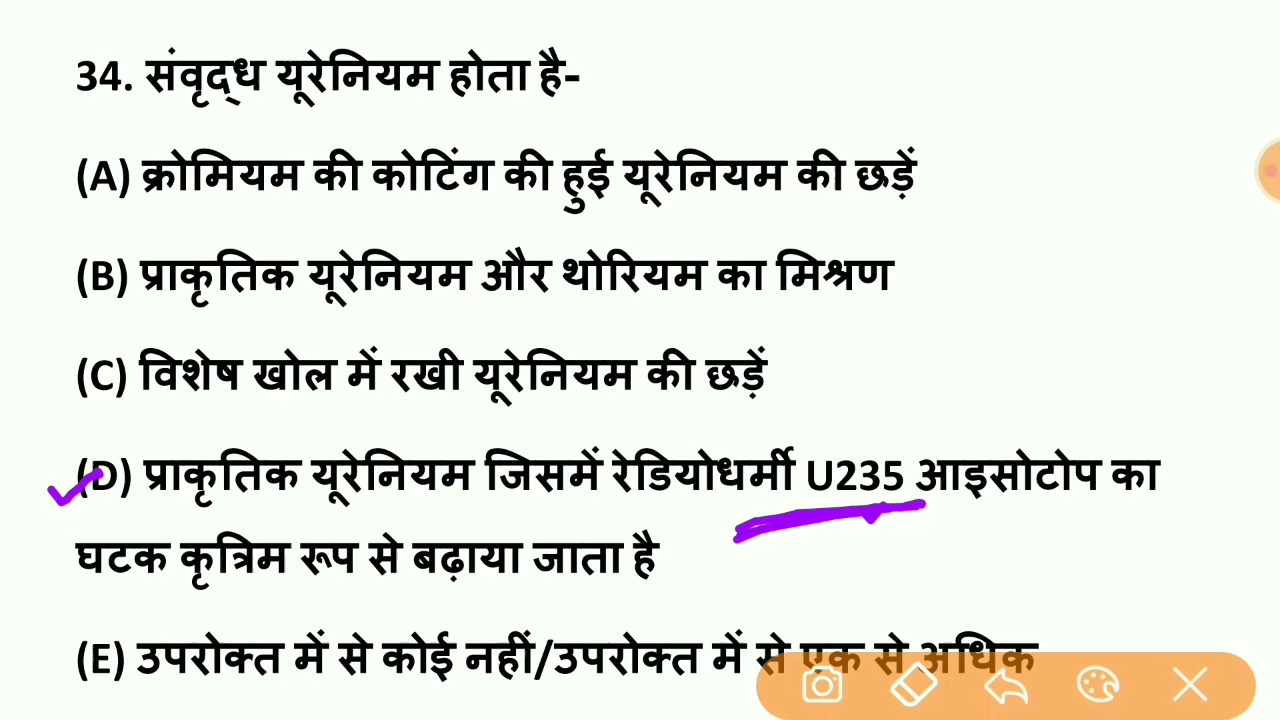 34. संवृद्ध यूरेनियम होता है-
(A) क्रोमियम की कोटिंग की हुई यूरेनियम की छड़ें
(B) प्राकृतिक यूरेनियम और थोरियम का मिश्रण
(C) विशेष खोल में रखी यूरेनियम की छड़ें
(D) प्राकृतिक यूरेनियम जिसमें रेडियोधर्मी U235 आइसोटोप का
घटक कृत्रिम रूप से बढ़ाया जाता है
(E) उपरोक्त में से कोई नहीं/उपरोक्त में से एक से अधिक